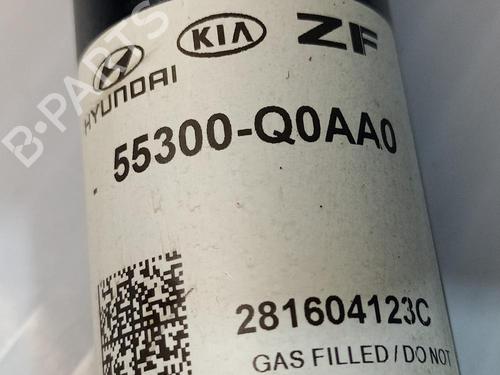 HYUNDAI KIA ZF
55300-Q0AA0
281604123C
GAS FILLED / DO NOT
B-PARTS